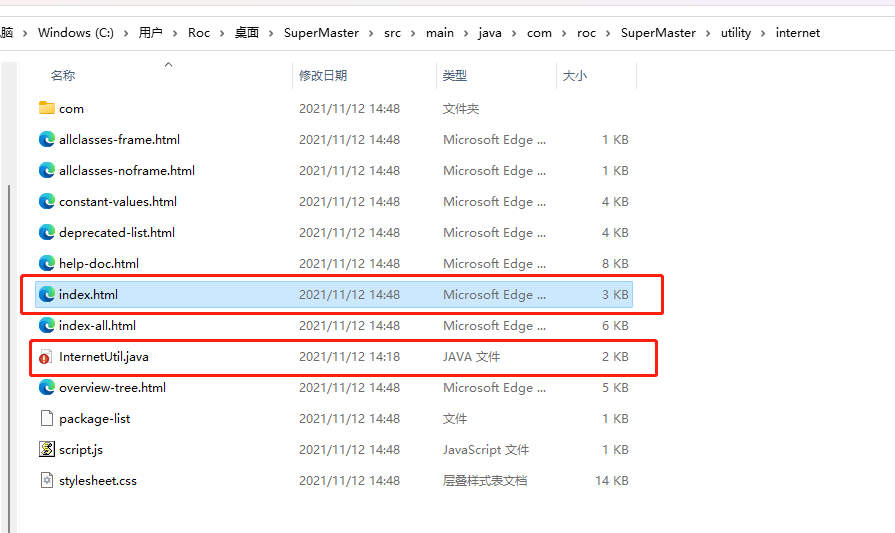 脑 › Windows (C:) › 用户 › Roc › 桌面 › SuperMaster › src › main › java › com › roc › SuperMaster › utility › internet
名称 修改日期 类型 大小
com 2021/11/12 14:48 文件夹
allclasses-frame.html 2021/11/12 14:48 Microsoft Edge ... 1 KB
allclasses-noframe.html 2021/11/12 14:48 Microsoft Edge ... 1 KB
constant-values.html 2021/11/12 14:48 Microsoft Edge ... 4 KB
deprecated-list.html 2021/11/12 14:48 Microsoft Edge ... 4 KB
help-doc.html 2021/11/12 14:48 Microsoft Edge ... 8 KB
index.html 2021/11/12 14:48 Microsoft Edge ... 3 KB
index-all.html 2021/11/12 14:48 Microsoft Edge ... 6 KB
InternetUtil.java 2021/11/12 14:18 JAVA 文件 2 KB
overview-tree.html 2021/11/12 14:48 Microsoft Edge ... 5 KB
package-list 2021/11/12 14:48 文件 1 KB
script.js 2021/11/12 14:48 JavaScript 文件 1 KB
stylesheet.css 2021/11/12 14:48 层叠样式表文档 14 KB